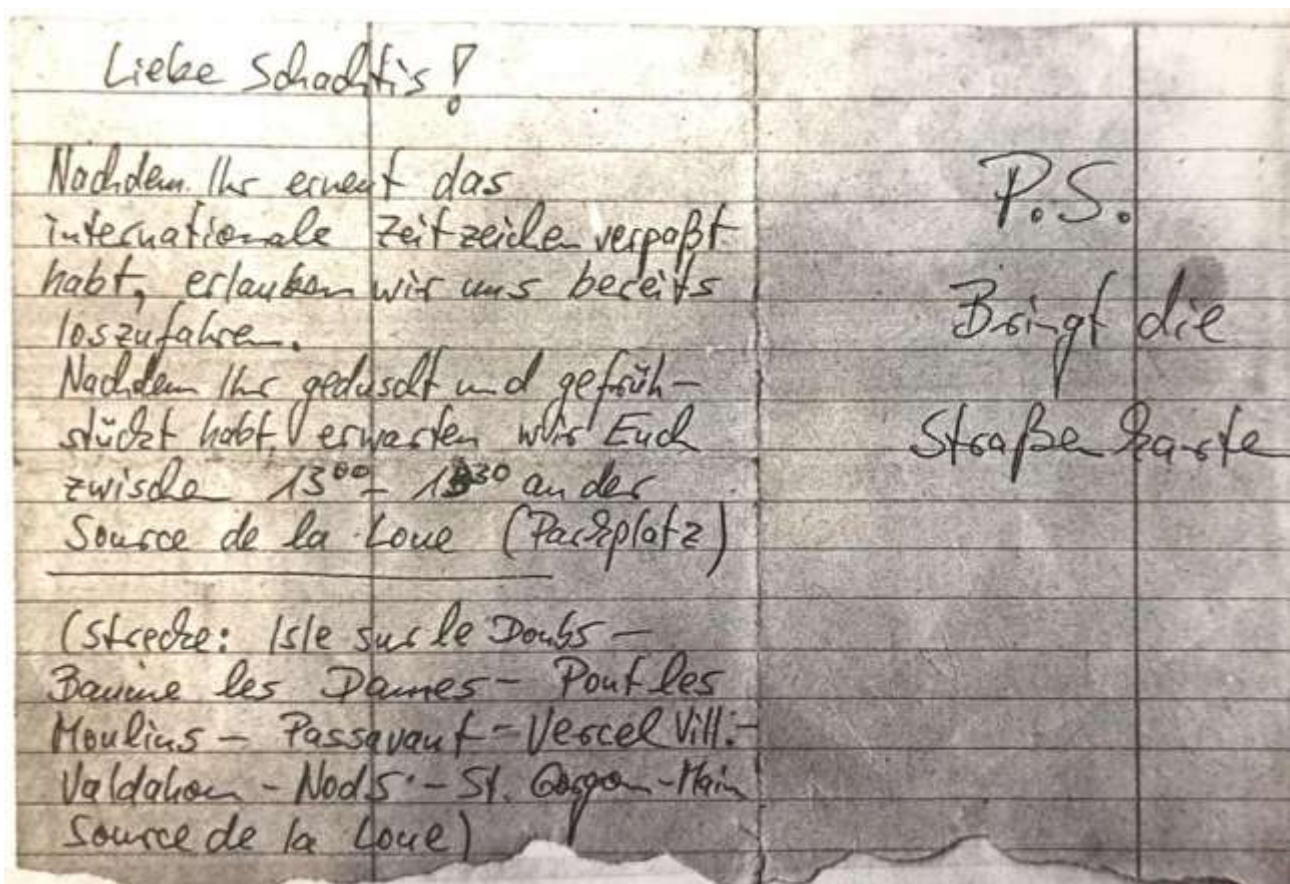 Liebe Schachtis!
Nachdem Ihr erneut das
internationale Zeitzeichen verpaßt
habt, erlauben wir uns bereits
loszufahren.
Nachdem Ihr geduscht und gefrüh-
stückt habt, erwarten wir Euch
zwischen 13⁰⁰ - 13³⁰ an der
Source de la Loue (Parkplatz)
(Strecke: Isle sur le Doubs -
Baume les Dames - Pont les
Moulins - Passavant - Vercel Vill. -
Valdahon - Nods - St. Gorgon-Main
Source de la Loue)
P.S.
Bringt die
Straßenkarte